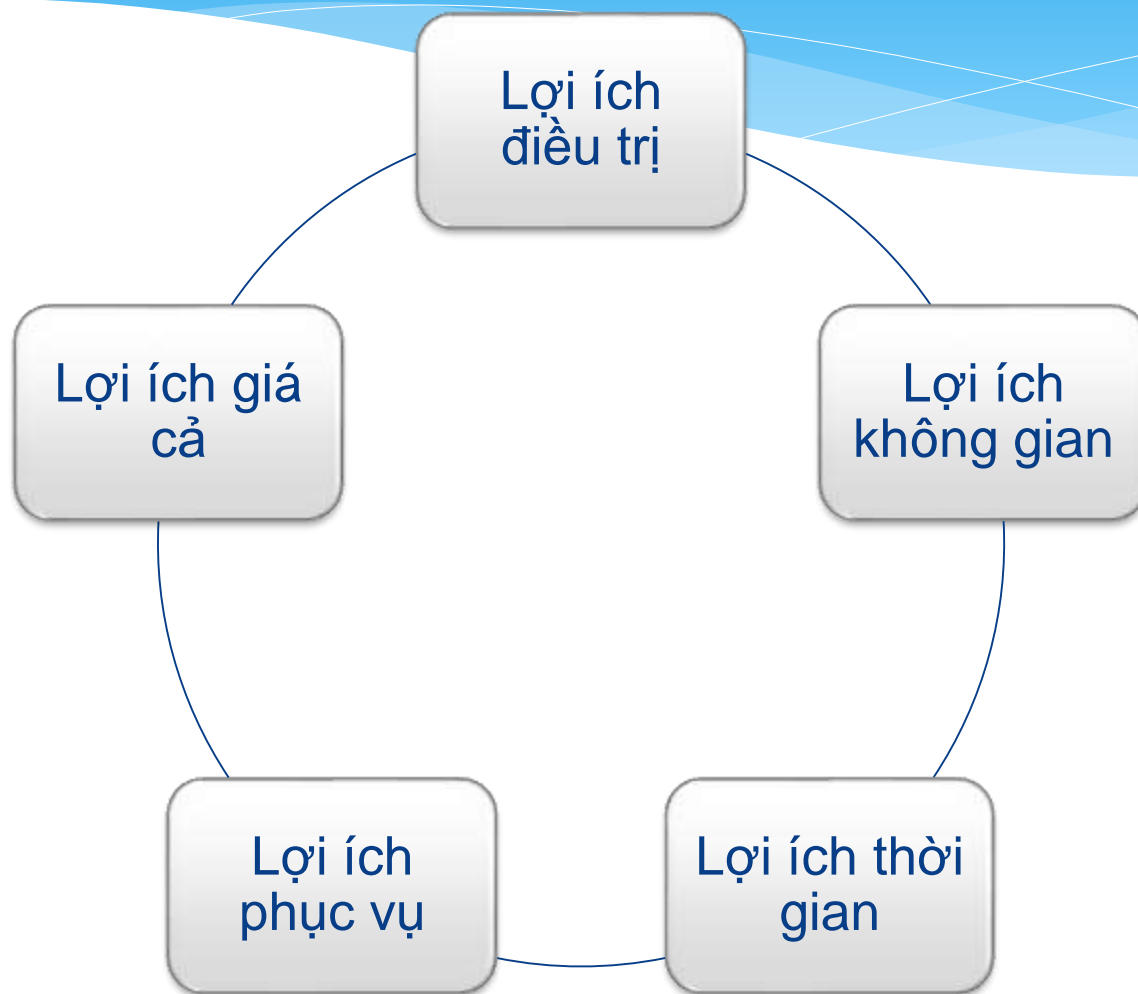 Lợi ích
điều trị
Lợi ích giá
cả
Lợi ích
không gian
Lợi ích
phục vụ
Lợi ích thời
gian